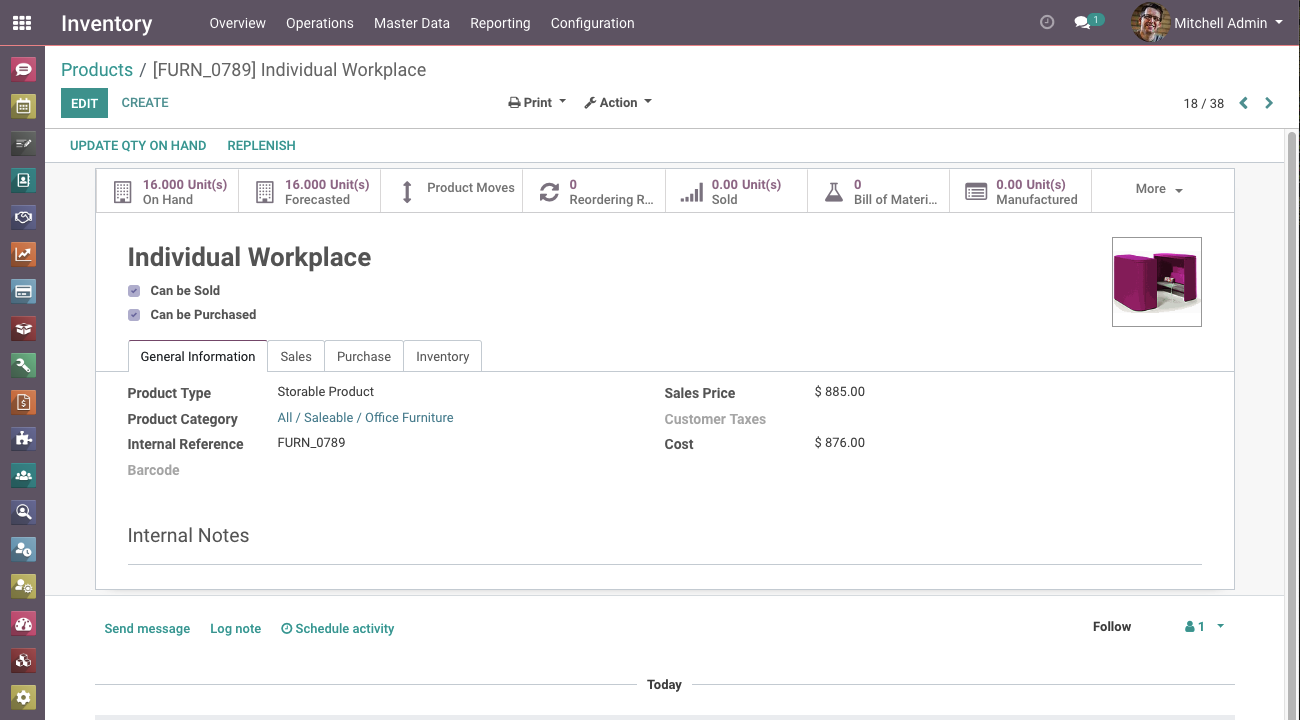 Inventory Overview Operations Master Data Reporting Configuration 1 Mitchell Admin
Products / [FURN_0789] Individual Workplace
EDIT CREATE Print Action 18 / 38
UPDATE QTY ON HAND REPLENISH
16.000 Unit(s) On Hand
16.000 Unit(s) Forecasted
Product Moves
0 Reordering R...
0.00 Unit(s) Sold
0 Bill of Materi...
0.00 Unit(s) Manufactured
More
Individual Workplace
Can be Sold
Can be Purchased
General Information Sales Purchase Inventory
Product Type Storable Product Sales Price $ 885.00
Product Category All / Saleable / Office Furniture Customer Taxes
Internal Reference FURN_0789 Cost $ 876.00
Barcode
Internal Notes
Send message Log note Schedule activity Follow 1
Today